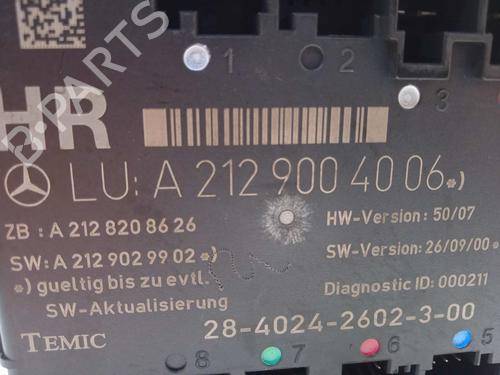 B-PARTS
1 2 3
HR
LU: A 212 900 40 06 *)
ZB : A 212 820 86 26
HW-Version : 50/07
SW: A 212 902 99 02 *)
SW-Version: 26/09/00 *)
*) gueltig bis zu evtl.
SW-Aktualisierung
Diagnostic ID: 000211
TEMIC
28-4024-2602-3-00
8 7 6 5